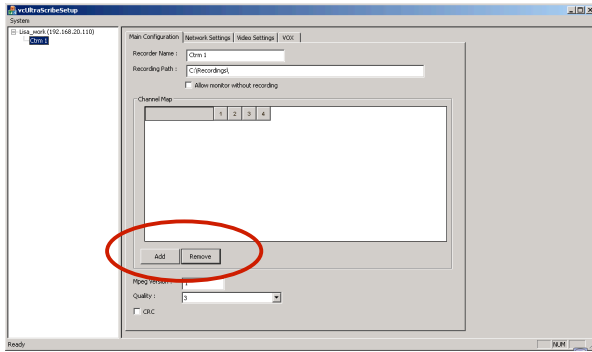 vcUltraScribeSetup
System
Lisa_work (192.168.20.110)
Ctrm 1
Main Configuration Network Settings Video Settings VOX
Recorder Name : Ctrm 1
Recording Path : C:\Recordings\
Allow monitor without recording
Channel Map
1 2 3 4
Add Remove
Mpeg Version : 1
Quality : 3
CRC
Ready NUM